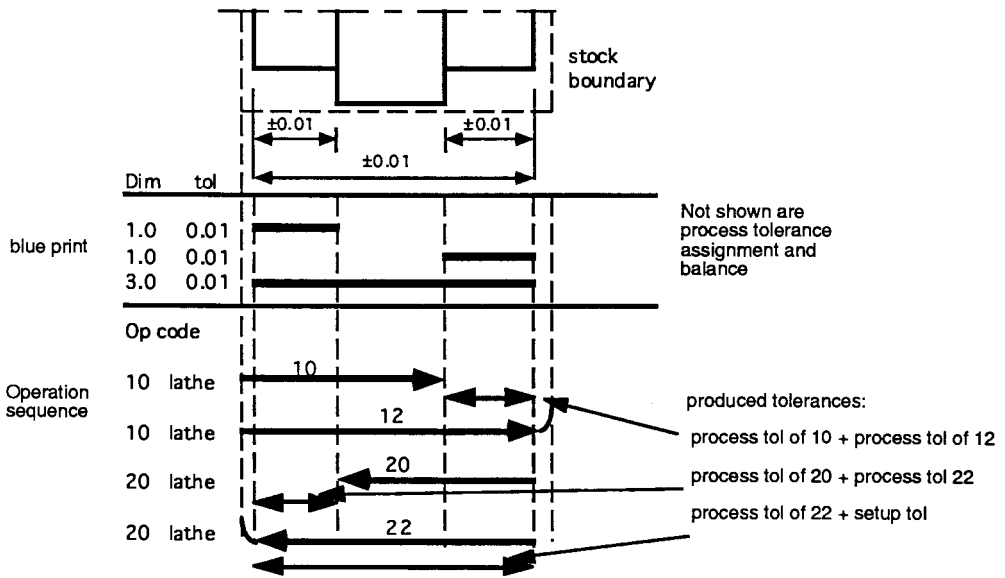 stock
boundary
±0.01
±0.01
±0.01
Dim tol
blue print
1.0 0.01
1.0 0.01
3.0 0.01
Not shown are
process tolerance
assignment and
balance
Op code
Operation
sequence
10 lathe
10
10 lathe
12
20 lathe
20
20 lathe
22
produced tolerances:
process tol of 10 + process tol of 12
process tol of 20 + process tol 22
process tol of 22 + setup tol